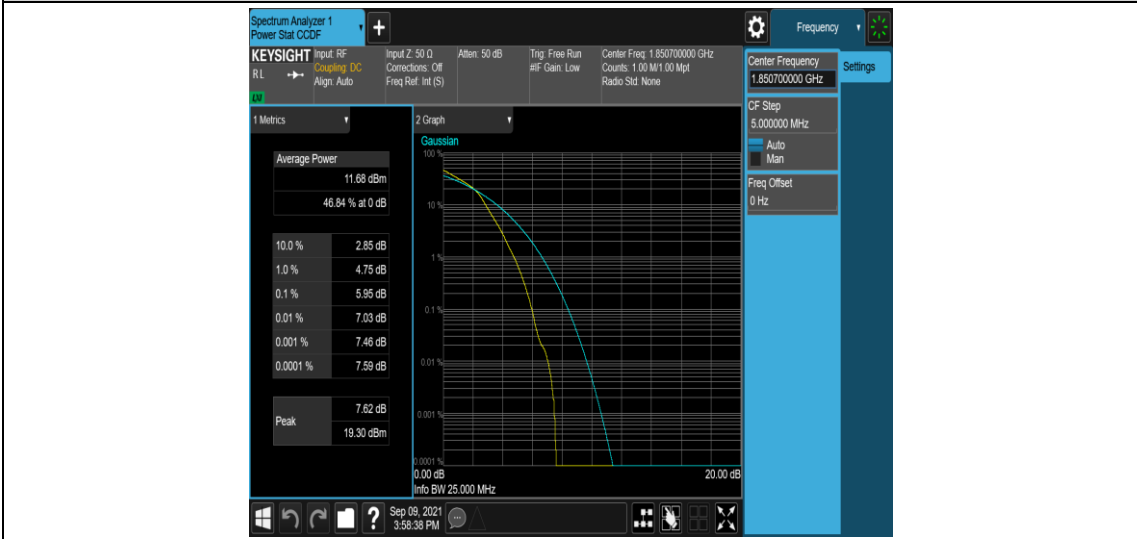 Spectrum Analyzer 1
Power Stat CCDF
+
Frequency
KEYSIGHT
R L
LXI
Input: RF
Coupling: DC
Align: Auto
Input Z: 50 Ω
Corrections: Off
Freq Ref: Int (S)
Atten: 50 dB
Trig: Free Run
#IF Gain: Low
Center Freq: 1.850700000 GHz
Counts: 1.00 M/1.00 Mpt
Radio Std: None
Center Frequency
1.850700000 GHz
Settings
CF Step
5.000000 MHz
Auto
Man
Freq Offset
0 Hz
1 Metrics
Average Power
11.68 dBm
46.84 % at 0 dB
10.0 % 2.85 dB
1.0 % 4.75 dB
0.1 % 5.95 dB
0.01 % 7.03 dB
0.001 % 7.46 dB
0.0001 % 7.59 dB
Peak
7.62 dB
19.30 dBm
2 Graph
Gaussian
100 %
10 %
1 %
0.1 %
0.01 %
0.001 %
0.0001 %
0.00 dB 20.00 dB
Info BW 25.000 MHz
?
Sep 09, 2021
3:58:38 PM